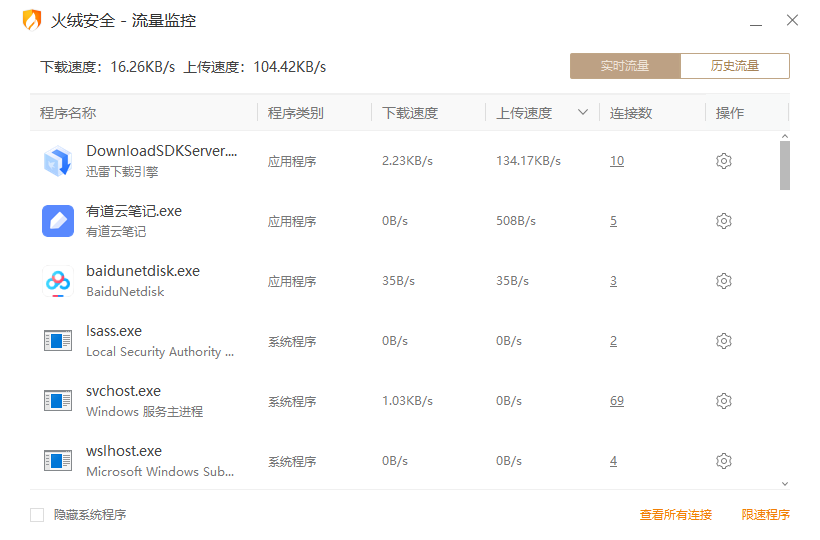 火绒安全 - 流量监控
下载速度：16.26KB/s 上传速度：104.42KB/s
实时流量 历史流量
程序名称 程序类别 下载速度 上传速度 连接数 操作
DownloadSDKServer....
迅雷下载引擎
应用程序 2.23KB/s 134.17KB/s 10
有道云笔记.exe
有道云笔记
应用程序 0B/s 508B/s 5
baidunetdisk.exe
BaiduNetdisk
应用程序 35B/s 35B/s 3
lsass.exe
Local Security Authority ...
系统程序 0B/s 0B/s 2
svchost.exe
Windows 服务主进程
系统程序 1.03KB/s 0B/s 69
wslhost.exe
Microsoft Windows Sub...
系统程序 0B/s 0B/s 4
隐藏系统程序 查看所有连接 限速程序